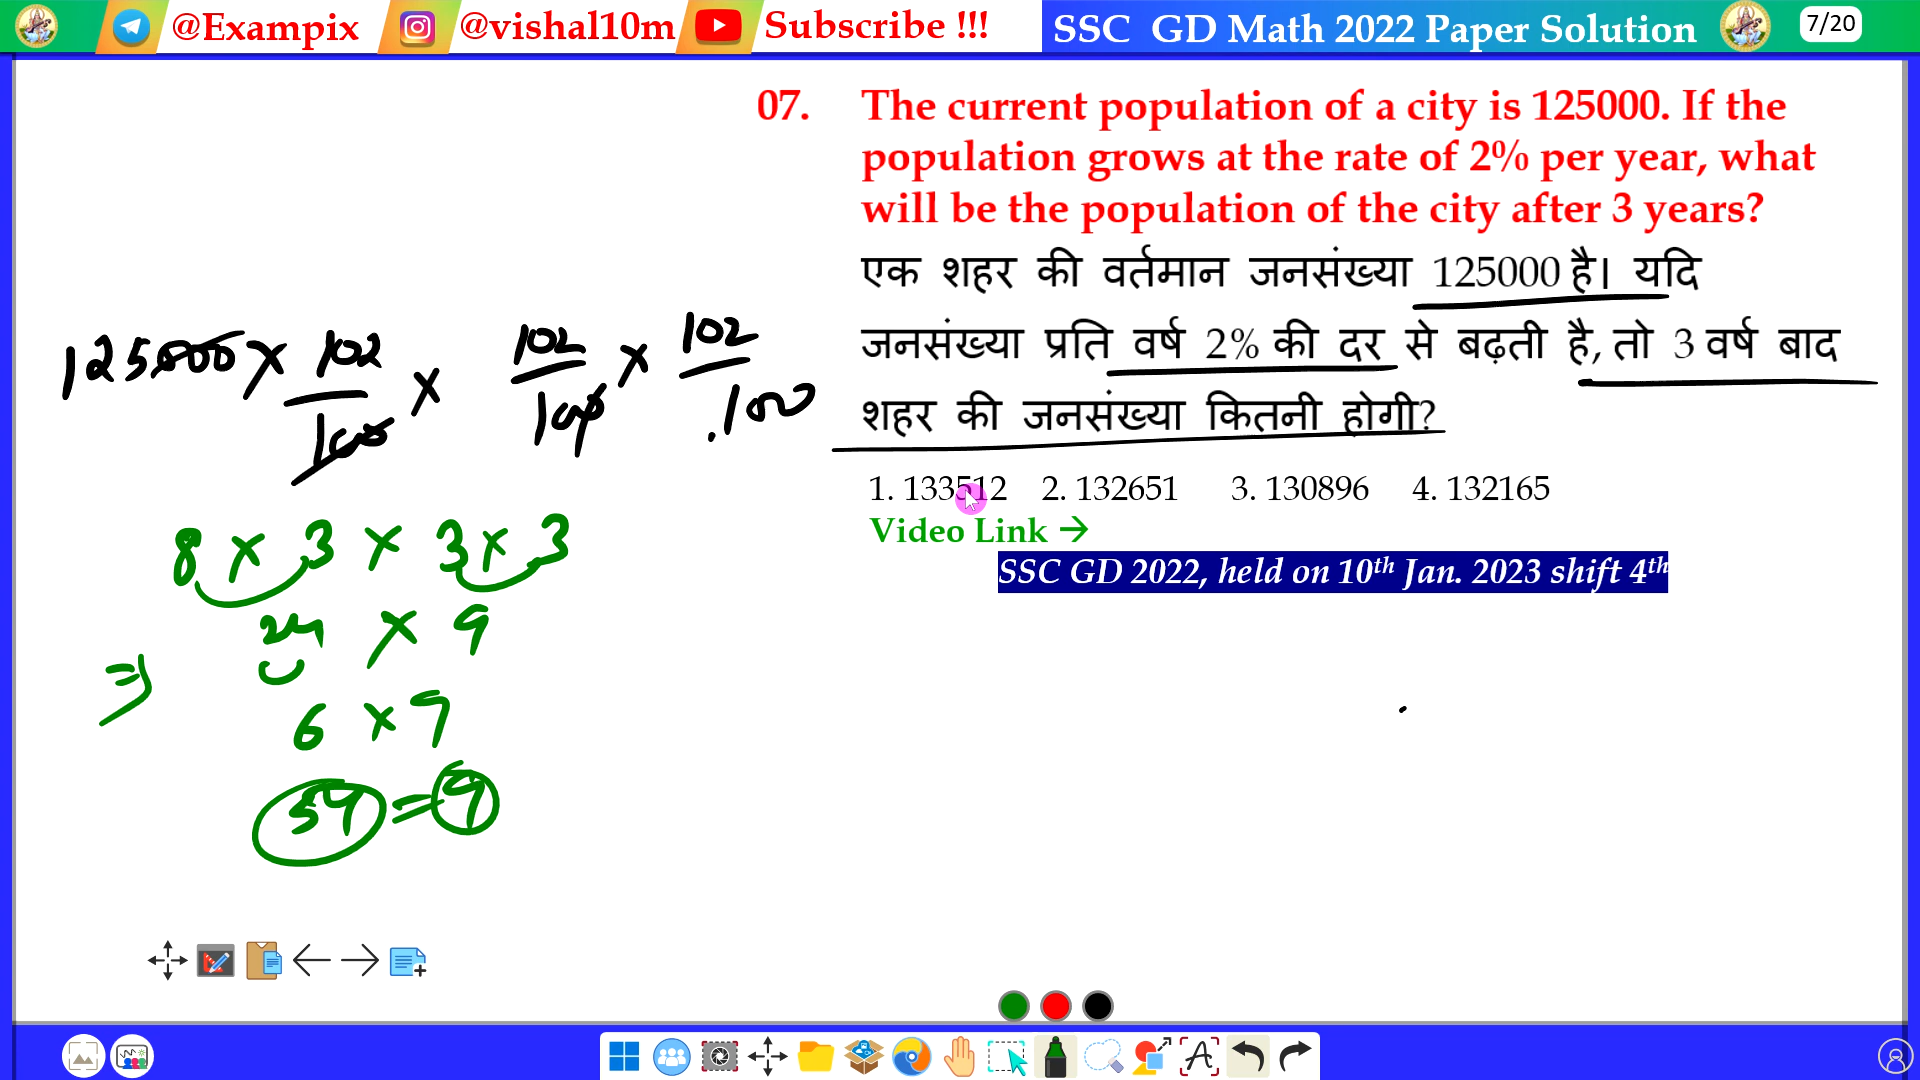 @Exampix @vishal10m Subscribe !!! SSC GD Math 2022 Paper Solution 7/20
07. The current population of a city is 125000. If the
population grows at the rate of 2% per year, what
will be the population of the city after 3 years?
एक शहर की वर्तमान जनसंख्या 125000 है। यदि
जनसंख्या प्रति वर्ष 2% की दर से बढ़ती है, तो 3 वर्ष बाद
शहर की जनसंख्या कितनी होगी?
1. 133512 2. 132651 3. 130896 4. 132165
Video Link →
SSC GD 2022, held on 10th Jan. 2023 shift 4th
125000 × 102/100 × 102/100 × 102/100
8 × 3 × 3 × 3
24 × 9
⇒ 6 × 9
54 = 9